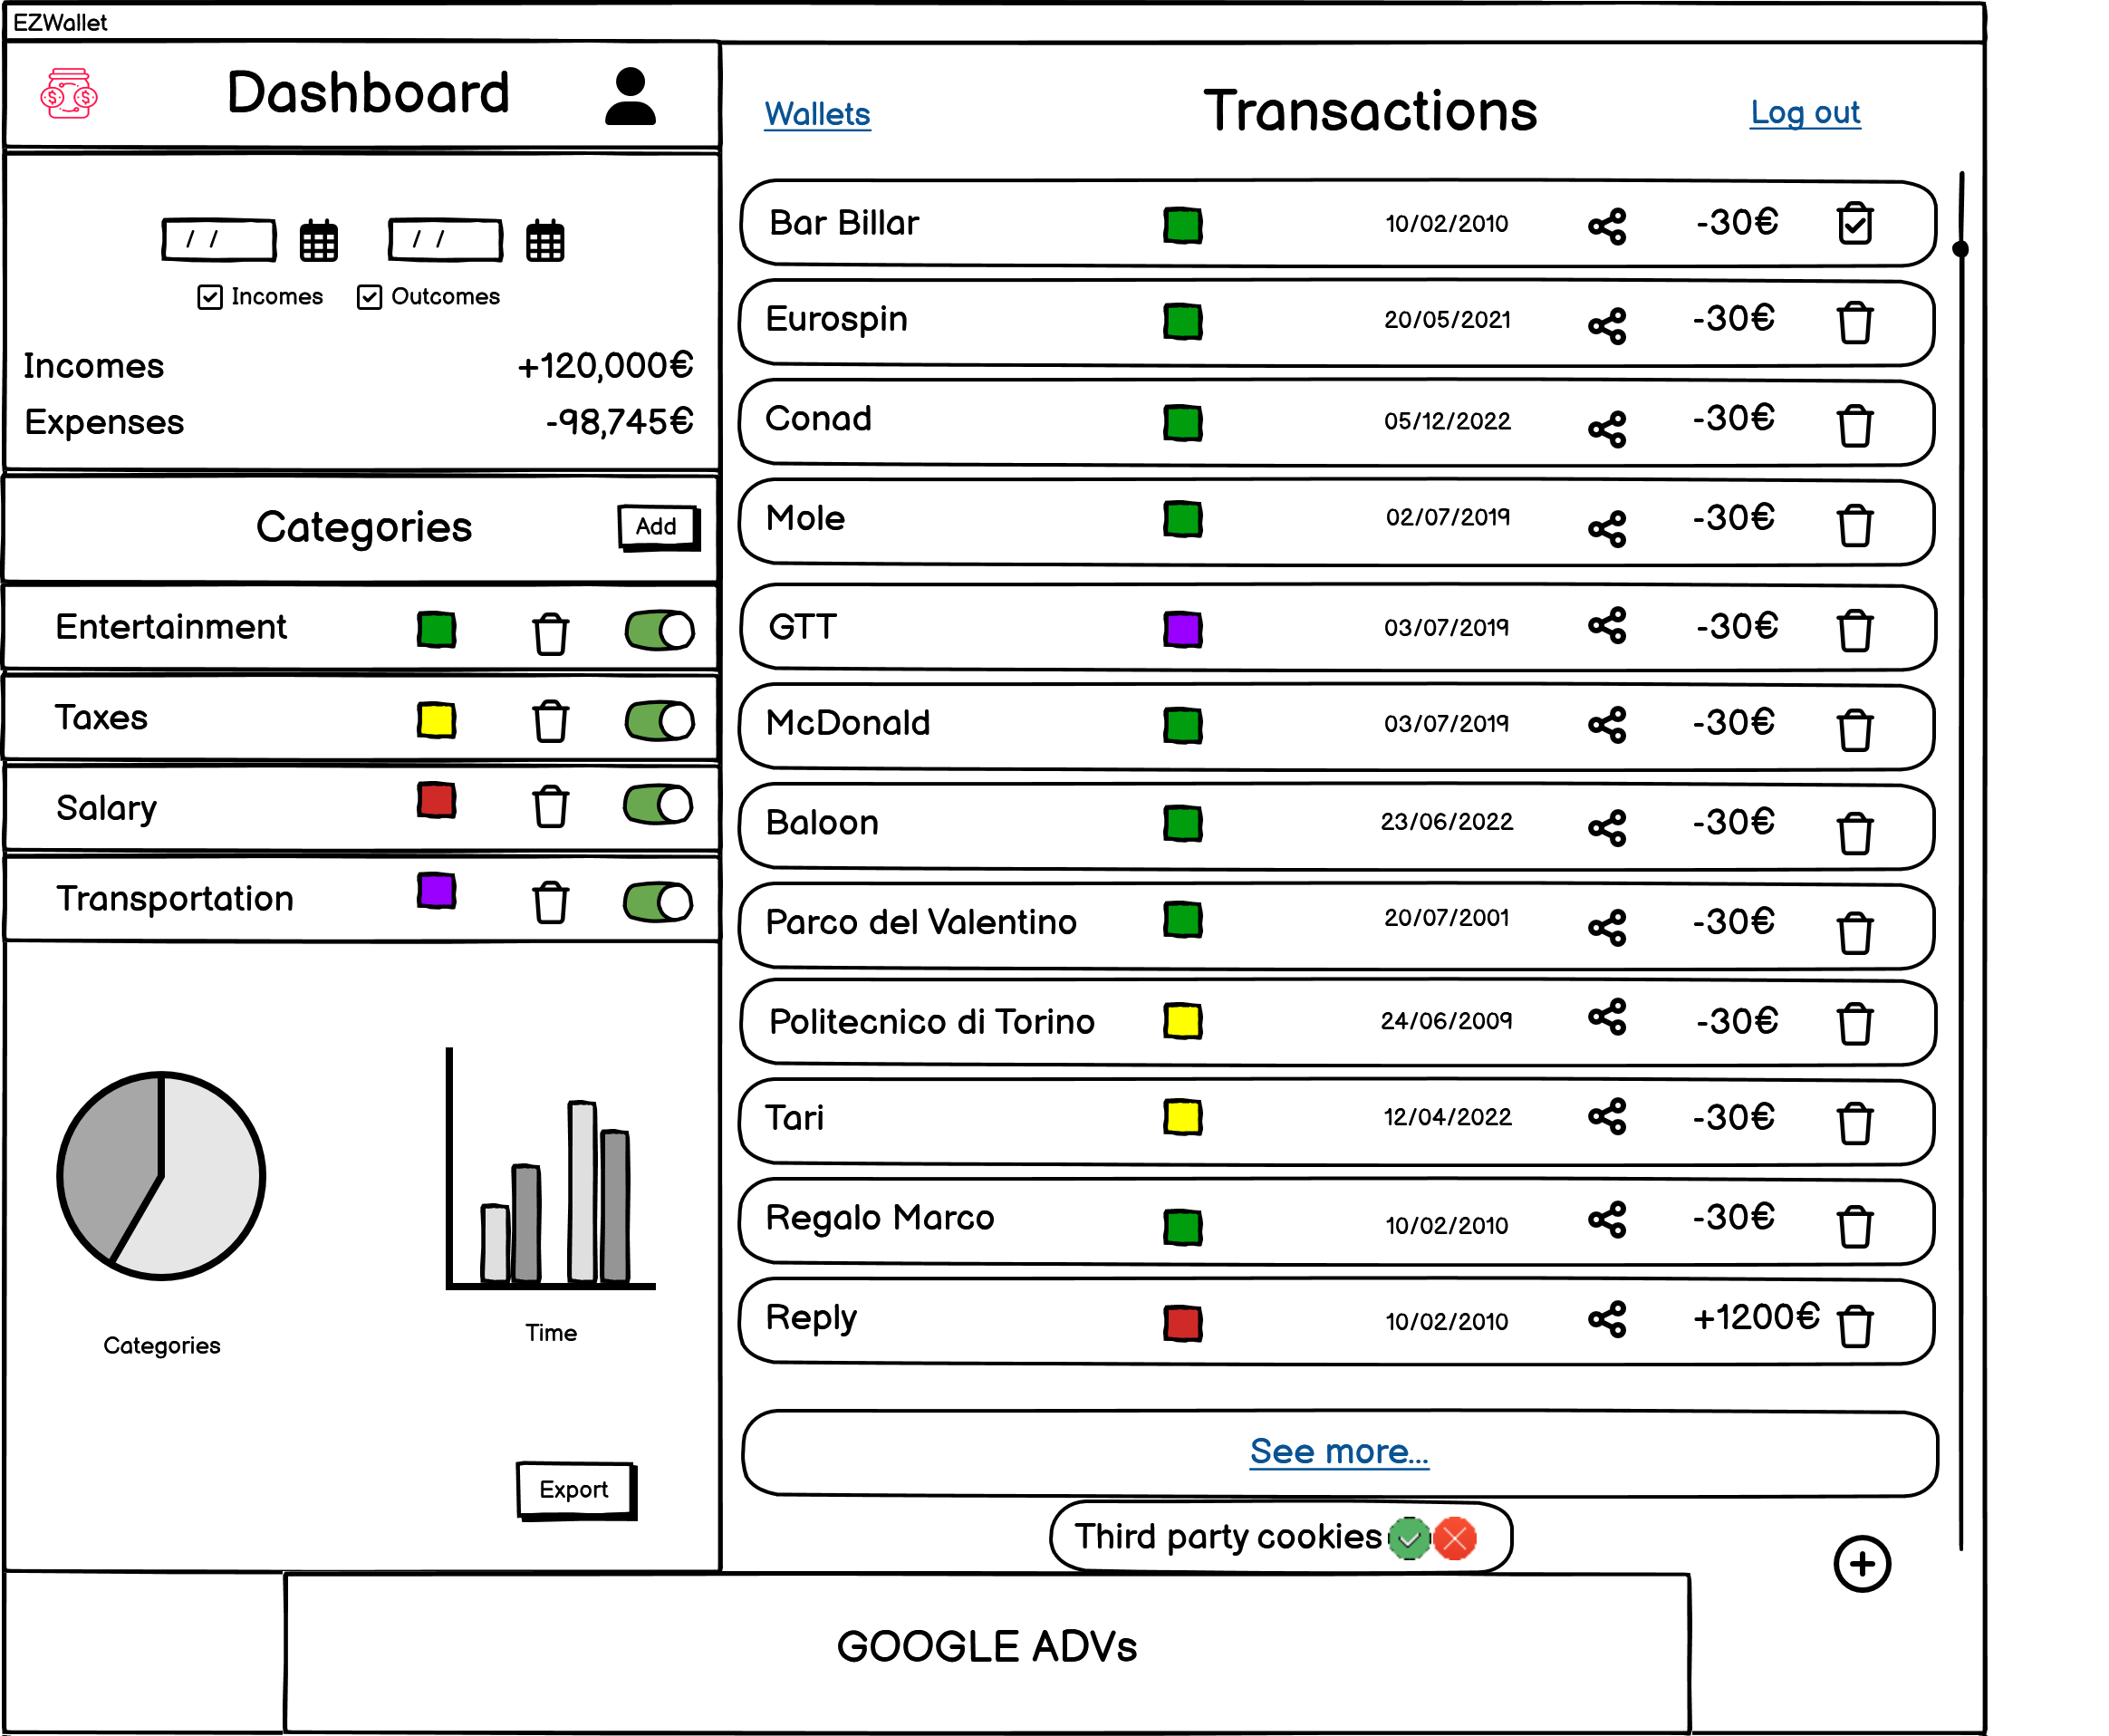 EZWallet
Dashboard
/ /
/ /
Incomes
Outcomes
Incomes +120,000€
Expenses -98,745€
Categories
Add
Entertainment
Taxes
Salary
Transportation
Categories
Time
Export
Wallets
Transactions
Log out
Bar Billar 10/02/2010 -30€
Eurospin 20/05/2021 -30€
Conad 05/12/2022 -30€
Mole 02/07/2019 -30€
GTT 03/07/2019 -30€
McDonald 03/07/2019 -30€
Baloon 23/06/2022 -30€
Parco del Valentino 20/07/2001 -30€
Politecnico di Torino 24/06/2009 -30€
Tari 12/04/2022 -30€
Regalo Marco 10/02/2010 -30€
Reply 10/02/2010 +1200€
See more...
Third party cookies
GOOGLE ADVs